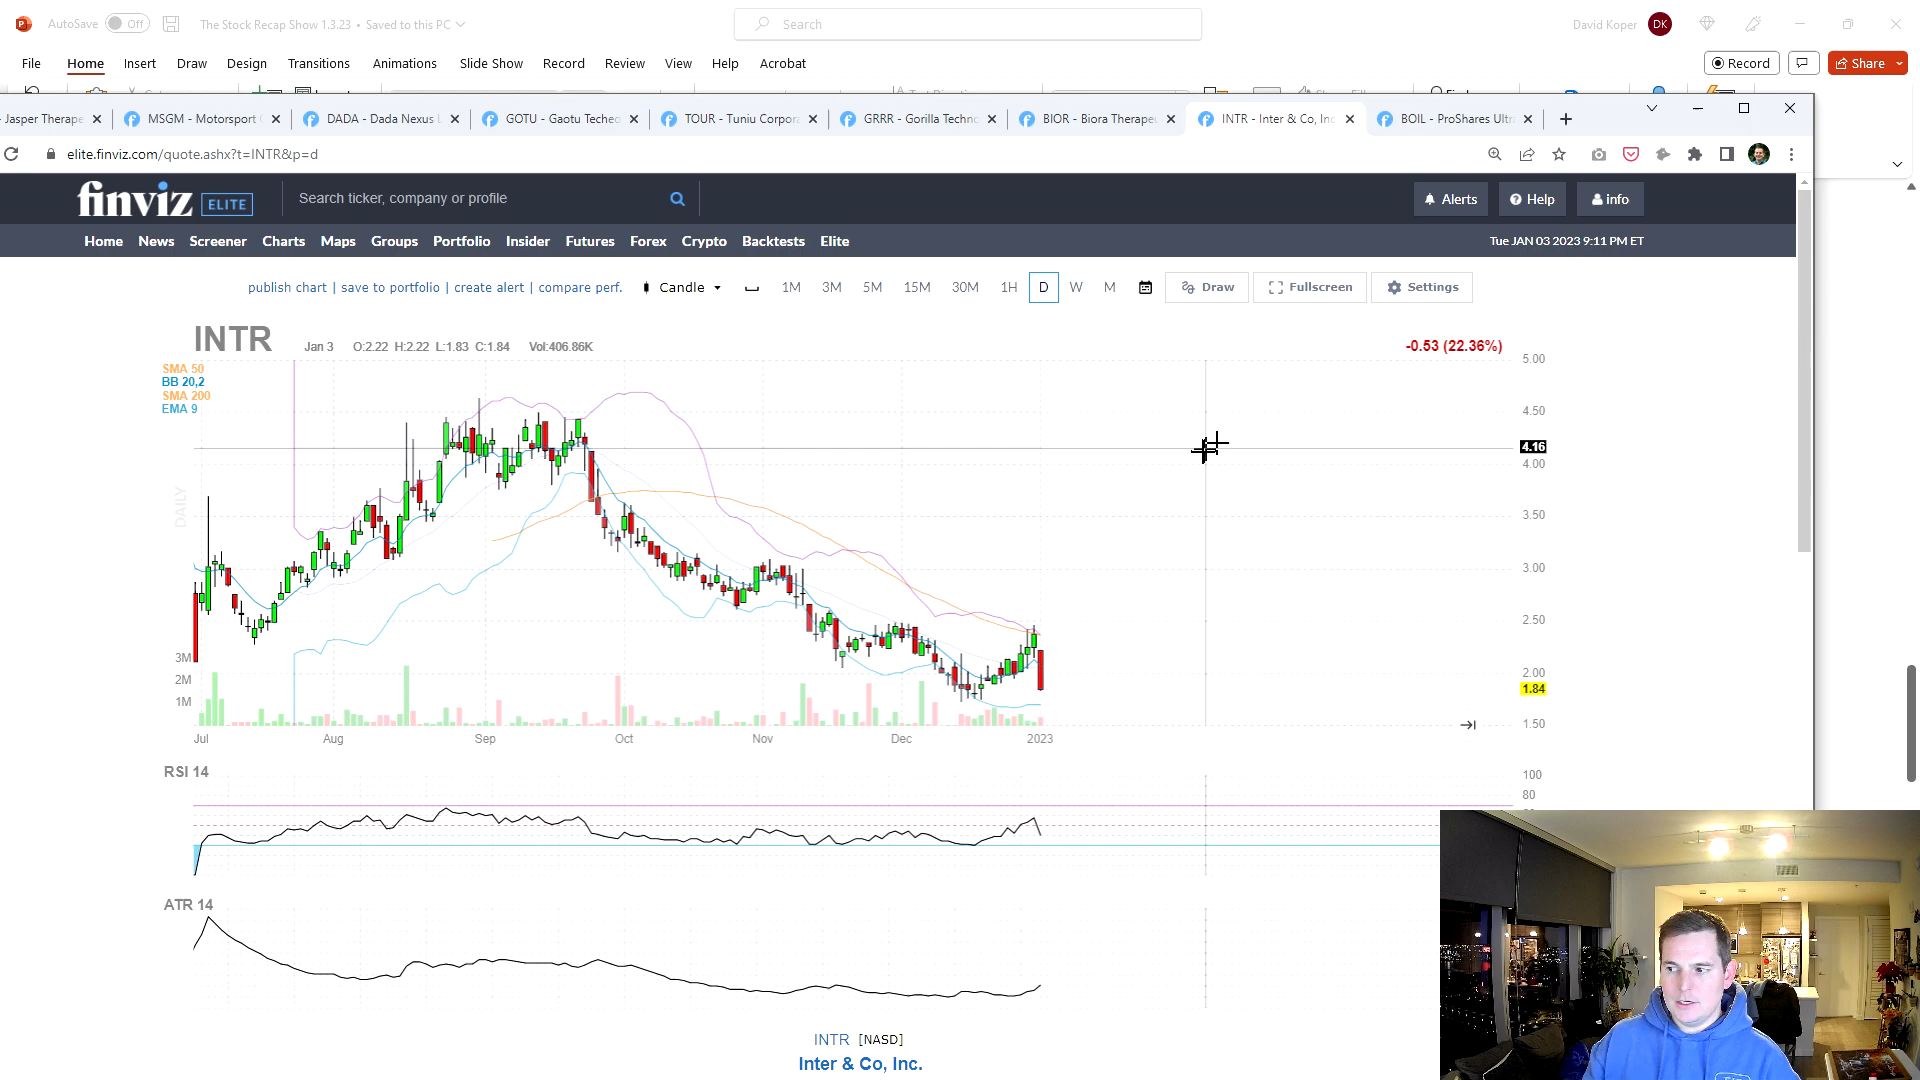 AutoSave Off The Stock Recap Show 1.3.23 • Saved to this PC Search David Koper DK
File Home Insert Draw Design Transitions Animations Slide Show Record Review View Help Acrobat Record Share
Jasper Therape MSGM - Motorsport DADA - Dada Nexus GOTU - Gaotu Techeo TOUR - Tuniu Corpor GRRR - Gorilla Techn BIOR - Biora Therapeu INTR - Inter & Co, Inc BOIL - ProShares Ultr
elite.finviz.com/quote.ashx?t=INTR&p=d
finviz ELITE Search ticker, company or profile Alerts Help info
Home News Screener Charts Maps Groups Portfolio Insider Futures Forex Crypto Backtests Elite Tue JAN 03 2023 9:11 PM ET
publish chart | save to portfolio | create alert | compare perf. Candle 1M 3M 5M 15M 30M 1H D W M Draw Fullscreen Settings
INTR Jan 3 O:2.22 H:2.22 L:1.83 C:1.84 Vol:406.86K -0.53 (22.36%)
5.00
SMA 50
BB 20,2
SMA 200
EMA 9
4.50
4.16
4.00
DAILY
3.50
3.00
2.50
3M
2.00
2M
1.84
1M
1.50
Jul Aug Sep Oct Nov Dec 2023
RSI 14
100
80
ATR 14
INTR [NASD]
Inter & Co, Inc.